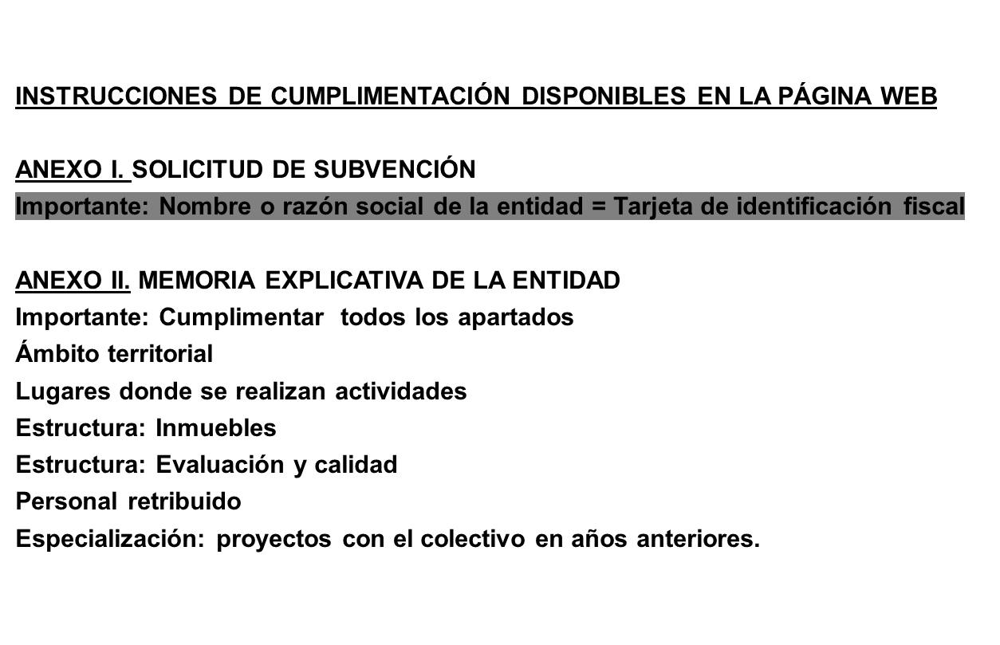 INSTRUCCIONES DE CUMPLIMENTACIÓN DISPONIBLES EN LA PÁGINA WEB
ANEXO I. SOLICITUD DE SUBVENCIÓN
Importante: Nombre o razón social de la entidad = Tarjeta de identificación fiscal
ANEXO II. MEMORIA EXPLICATIVA DE LA ENTIDAD
Importante: Cumplimentar todos los apartados
Ámbito territorial
Lugares donde se realizan actividades
Estructura: Inmuebles
Estructura: Evaluación y calidad
Personal retribuido
Especialización: proyectos con el colectivo en años anteriores.